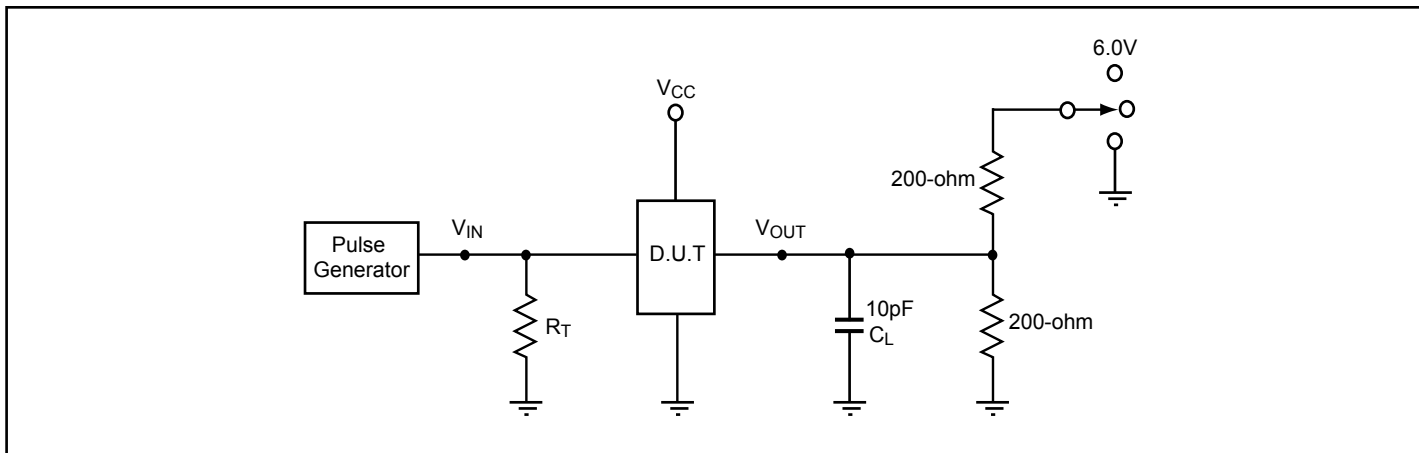 6.0V
VCC
200-ohm
Pulse
Generator
VIN
D.U.T
VOUT
RT
10pF
CL
200-ohm